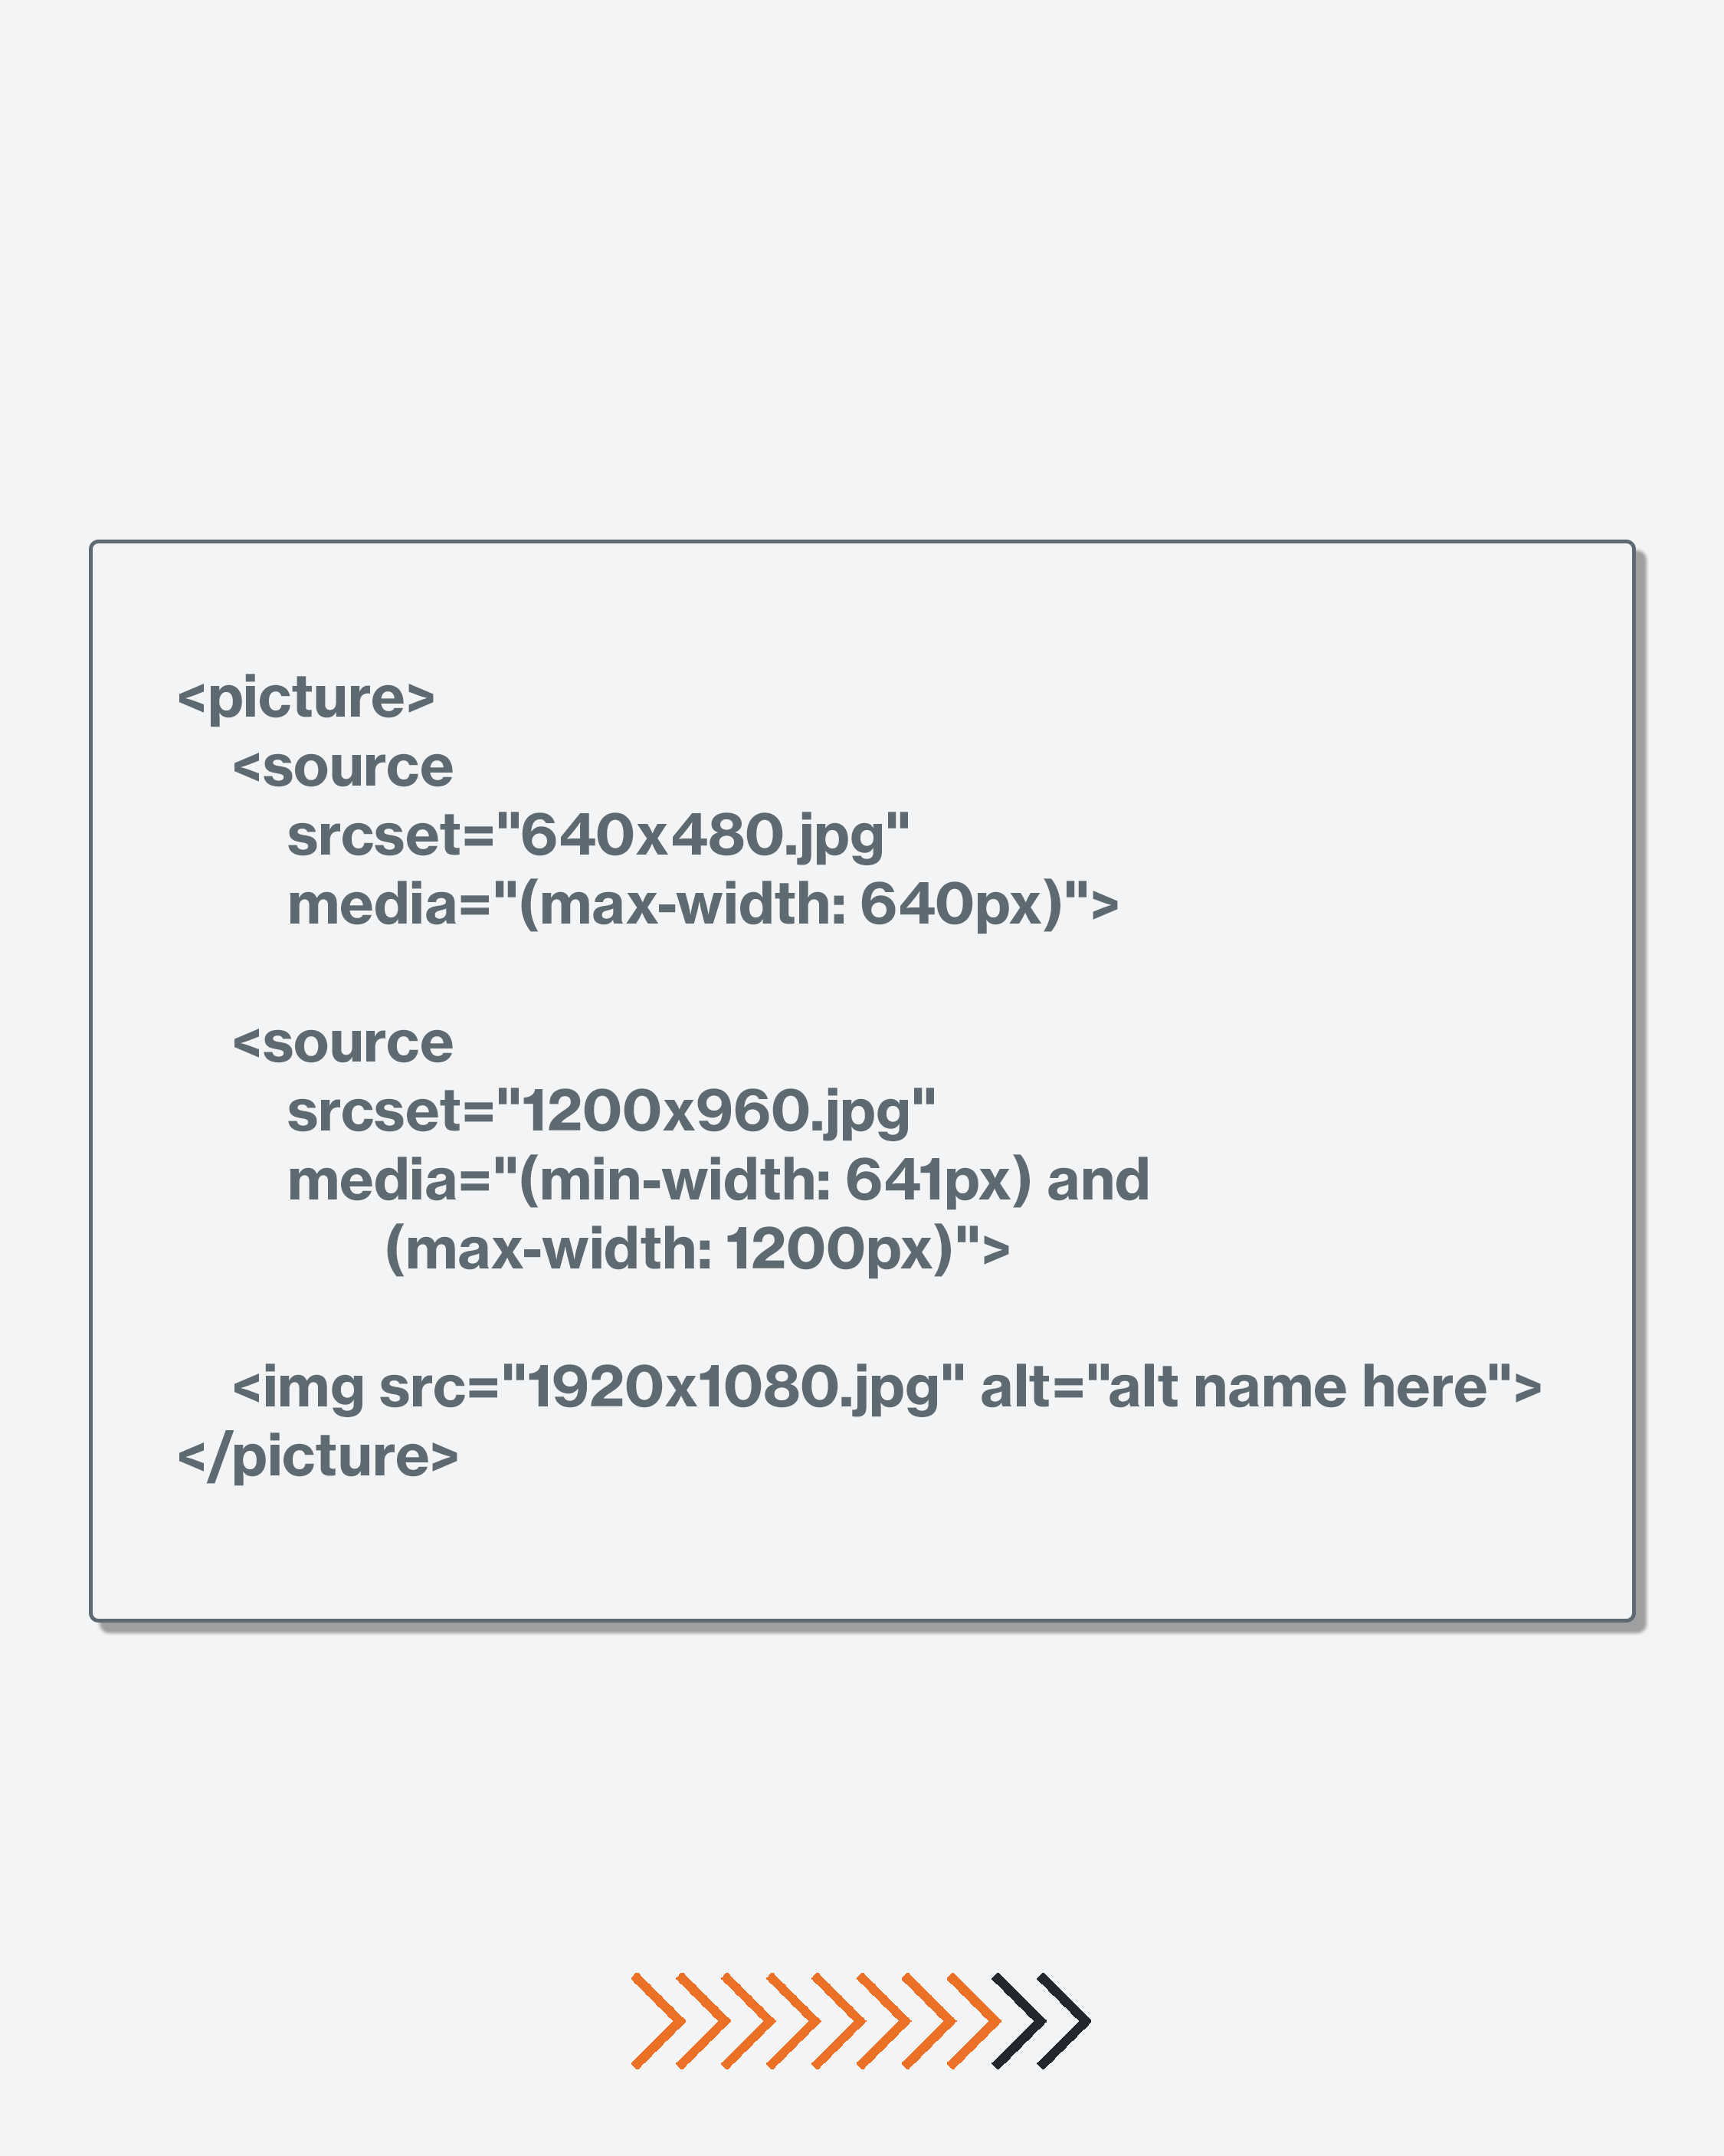 <picture>
<source
srcset="640x480.jpg"
media="(max-width: 640px)">
<source
srcset="1200x960.jpg"
media="(min-width: 641px) and
(max-width: 1200px)">
<img src="1920x1080.jpg" alt="alt name here">
</picture>